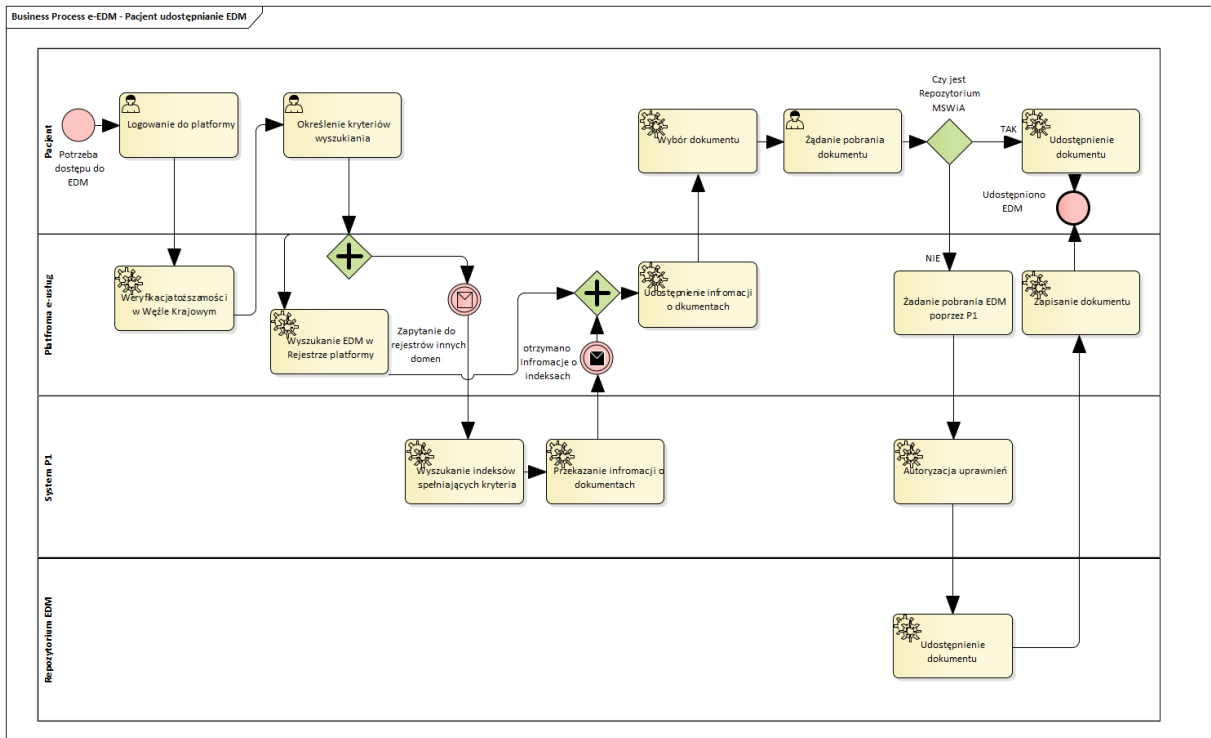 Business Process e-EDM - Pacjent udostępnianie EDM
Pacjent
Potrzeba
dostępu do
EDM
Logowanie do platformy
Określenie kryteriów
wyszukiania
Wybór dokumentu
Żądanie pobrania
dokumentu
Czy jest
Repozytorium
MSWiA
TAK
NIE
Udostępnienie
dokumentu
Udostępniono
EDM
Platfroma e-usług
Weryfikacja tożsamości
w Węźle Krajowym
Wyszukanie EDM w
Rejestrze platformy
Zapytanie do
rejestrów innych
domen
otrzymano
Infromacje o
indeksach
Udostępnienie infromacji
o dkumentach
Żadanie pobrania EDM
poprzez P1
Zapisanie dokumentu
System P1
Wyszukanie indeksów
spełniających kryteria
Przekazanie infromacji o
dokumentach
Autoryzacja uprawnień
Repozytorium EDM
Udostępnienie
dokumentu